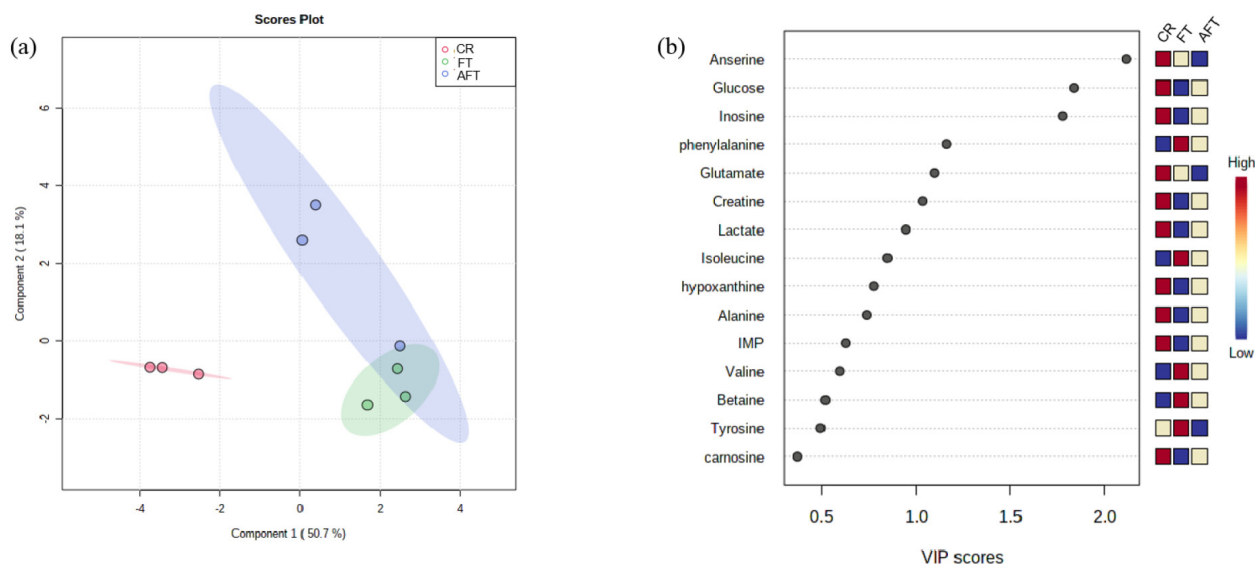 (a)
Scores Plot
CR
FT
AFT
Component 2 ( 18.1 %)
6
4
2
0
-2
-4
-2
0
2
4
Component 1 ( 50.7 %)
(b)
CR FT AFT
Anserine
Glucose
Inosine
phenylalanine
Glutamate
Creatine
Lactate
Isoleucine
hypoxanthine
Alanine
IMP
Valine
Betaine
Tyrosine
carnosine
High
Low
0.5 1.0 1.5 2.0
VIP scores